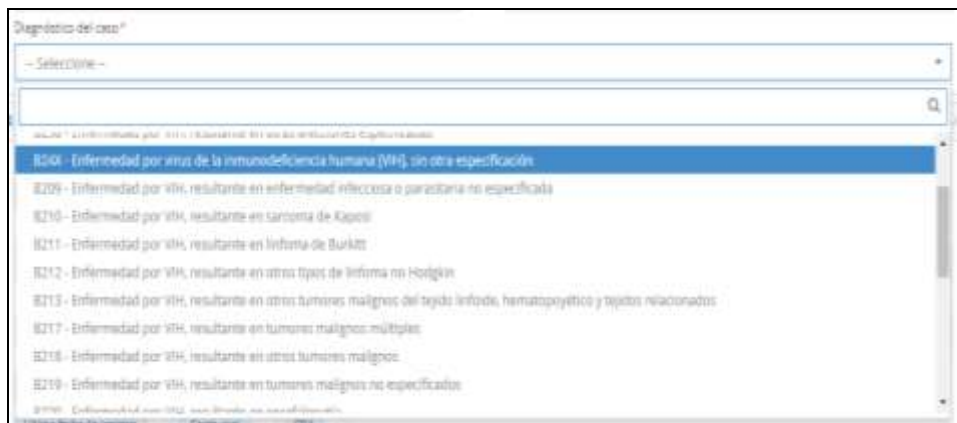 Diagnóstico del caso *
-- Seleccione --
B24X - Enfermedad por virus de la inmunodeficiencia humana [VIH], sin otra especificación
B209 - Enfermedad por VIH, resultante en enfermedad infecciosa o parasitaria no especificada
B210 - Enfermedad por VIH, resultante en sarcoma de Kaposi
B211 - Enfermedad por VIH, resultante en linfoma de Burkitt
B212 - Enfermedad por VIH, resultante en otros tipos de linfoma no Hodgkin
B213 - Enfermedad por VIH, resultante en otros tumores malignos del tejido linfoide, hematopoyético y tejidos relacionados
B217 - Enfermedad por VIH, resultante en tumores malignos múltiples
B218 - Enfermedad por VIH, resultante en otros tumores malignos
B219 - Enfermedad por VIH, resultante en tumores malignos no especificados